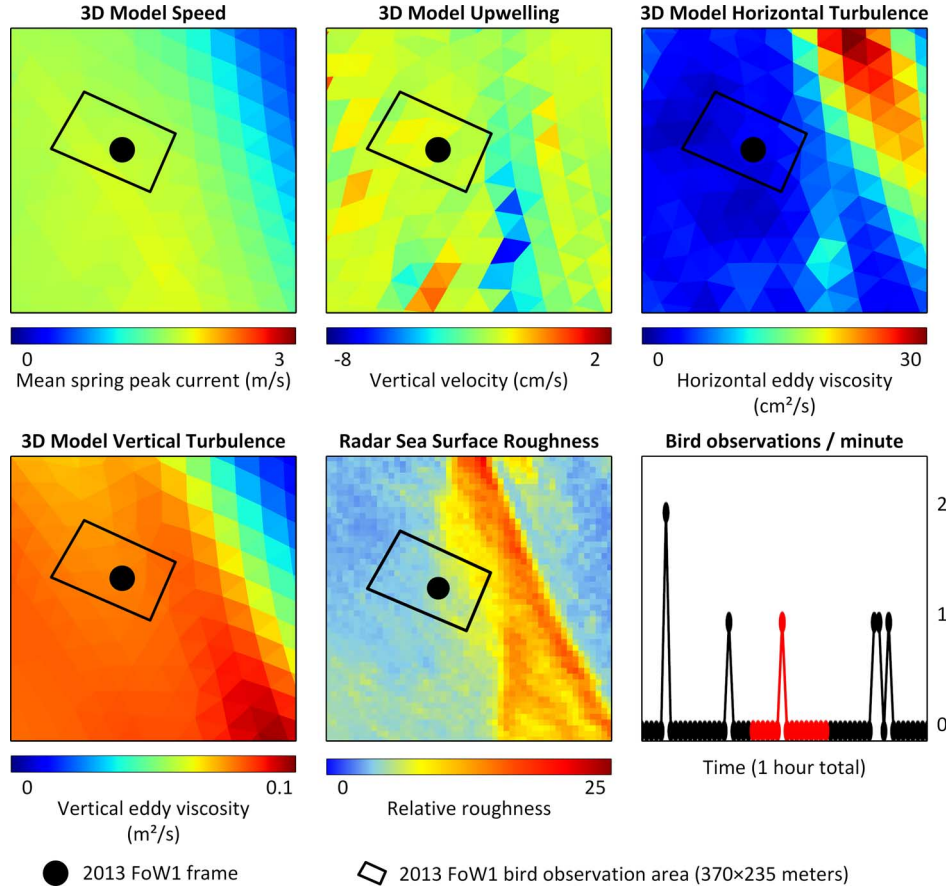 3D Model Speed
3D Model Upwelling
3D Model Horizontal Turbulence
0 3
Mean spring peak current (m/s)
-8 2
Vertical velocity (cm/s)
0 30
Horizontal eddy viscosity
(cm²/s)
3D Model Vertical Turbulence
Radar Sea Surface Roughness
Bird observations / minute
2
1
0
0 0.1
Vertical eddy viscosity
(m²/s)
0 25
Relative roughness
Time (1 hour total)
2013 FoW1 frame
2013 FoW1 bird observation area (370×235 meters)